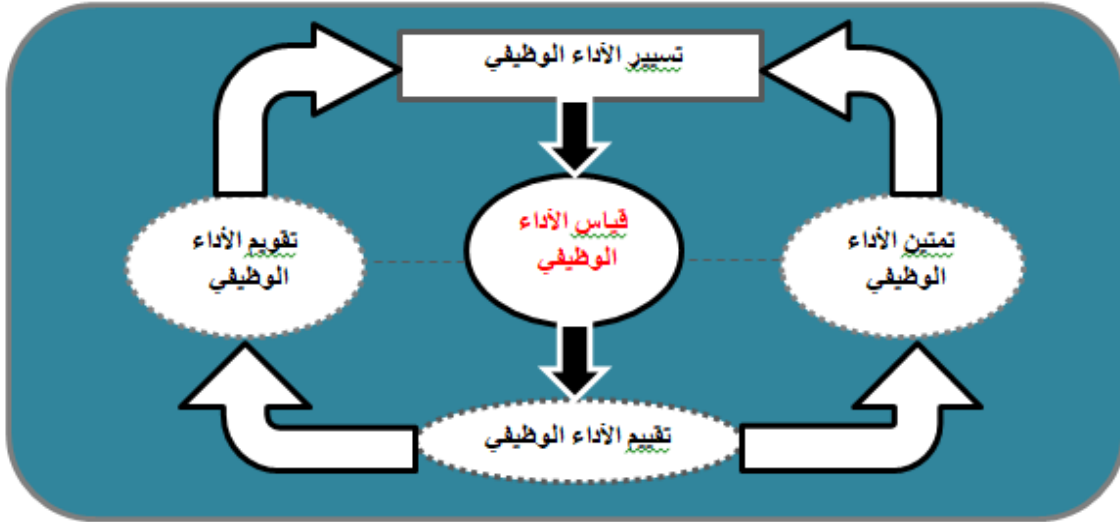 تسيير الأداء الوظيفي
تمتين الأداء
الوظيفي
قياس الأداء
الوظيفي
تقويم الأداء
الوظيفي
تقييم الأداء الوظيفي